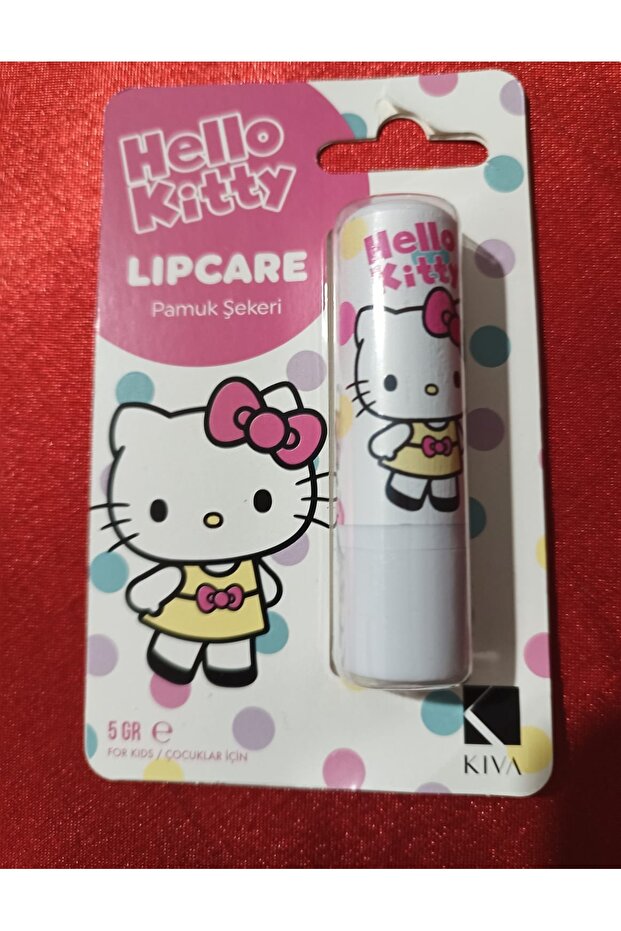 Hello
Kitty
LIPCARE
Pamuk Şekeri
Hello
Kitty
5 GR ℮
FOR KIDS / ÇOCUKLAR İÇİN
KIVA